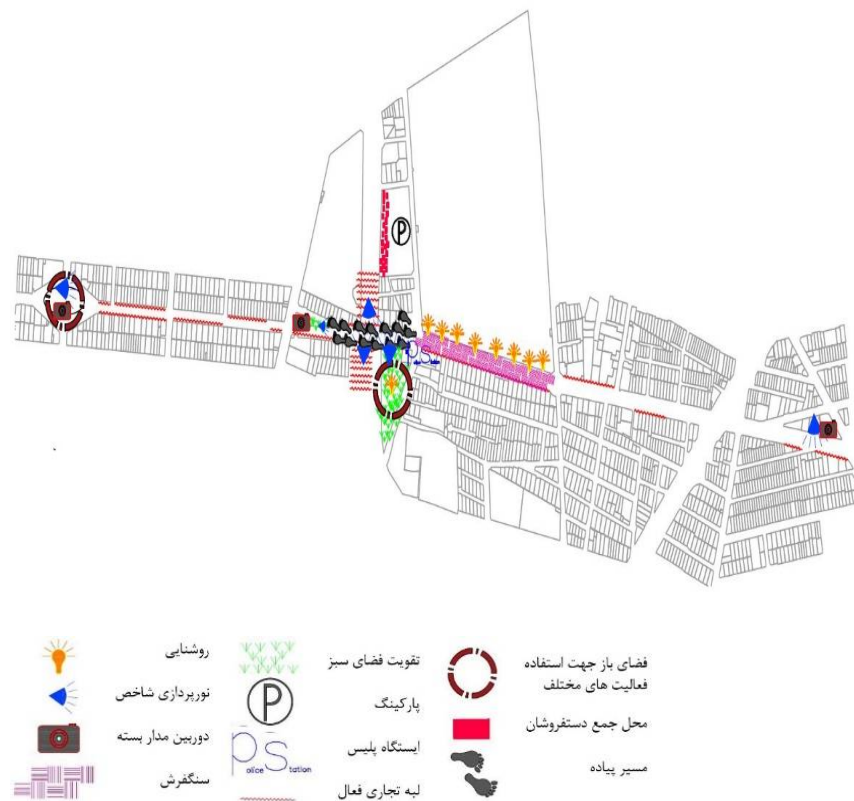 P
P.S.
روشنایی
نورپردازی شاخص
دوربین مدار بسته
سنگفرش
تقویت فضای سبز
P
پارکینگ
Police Station
ایستگاه پلیس
لبه تجاری فعال
فضای باز جهت استفاده
فعالیت های مختلف
محل جمع دستفروشان
مسیر پیاده